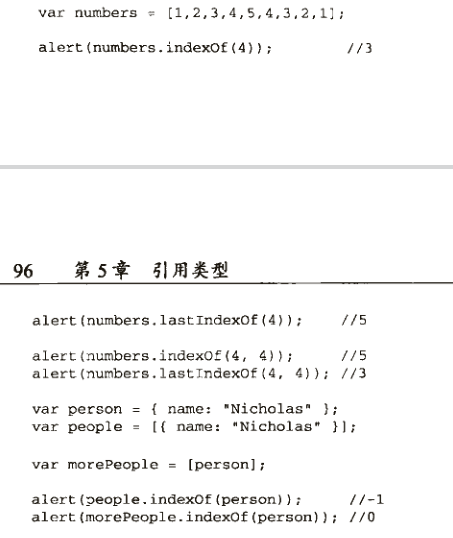 var numbers = [1,2,3,4,5,4,3,2,1];
alert(numbers.indexOf(4)); //3
96 第5章 引用类型
alert(numbers.lastIndexOf(4)); //5
alert(numbers.indexOf(4, 4)); //5
alert(numbers.lastIndexOf(4, 4)); //3
var person = { name: "Nicholas" };
var people = [{ name: "Nicholas" }];
var morePeople = [person];
alert(people.indexOf(person)); //-1
alert(morePeople.indexOf(person)); //0